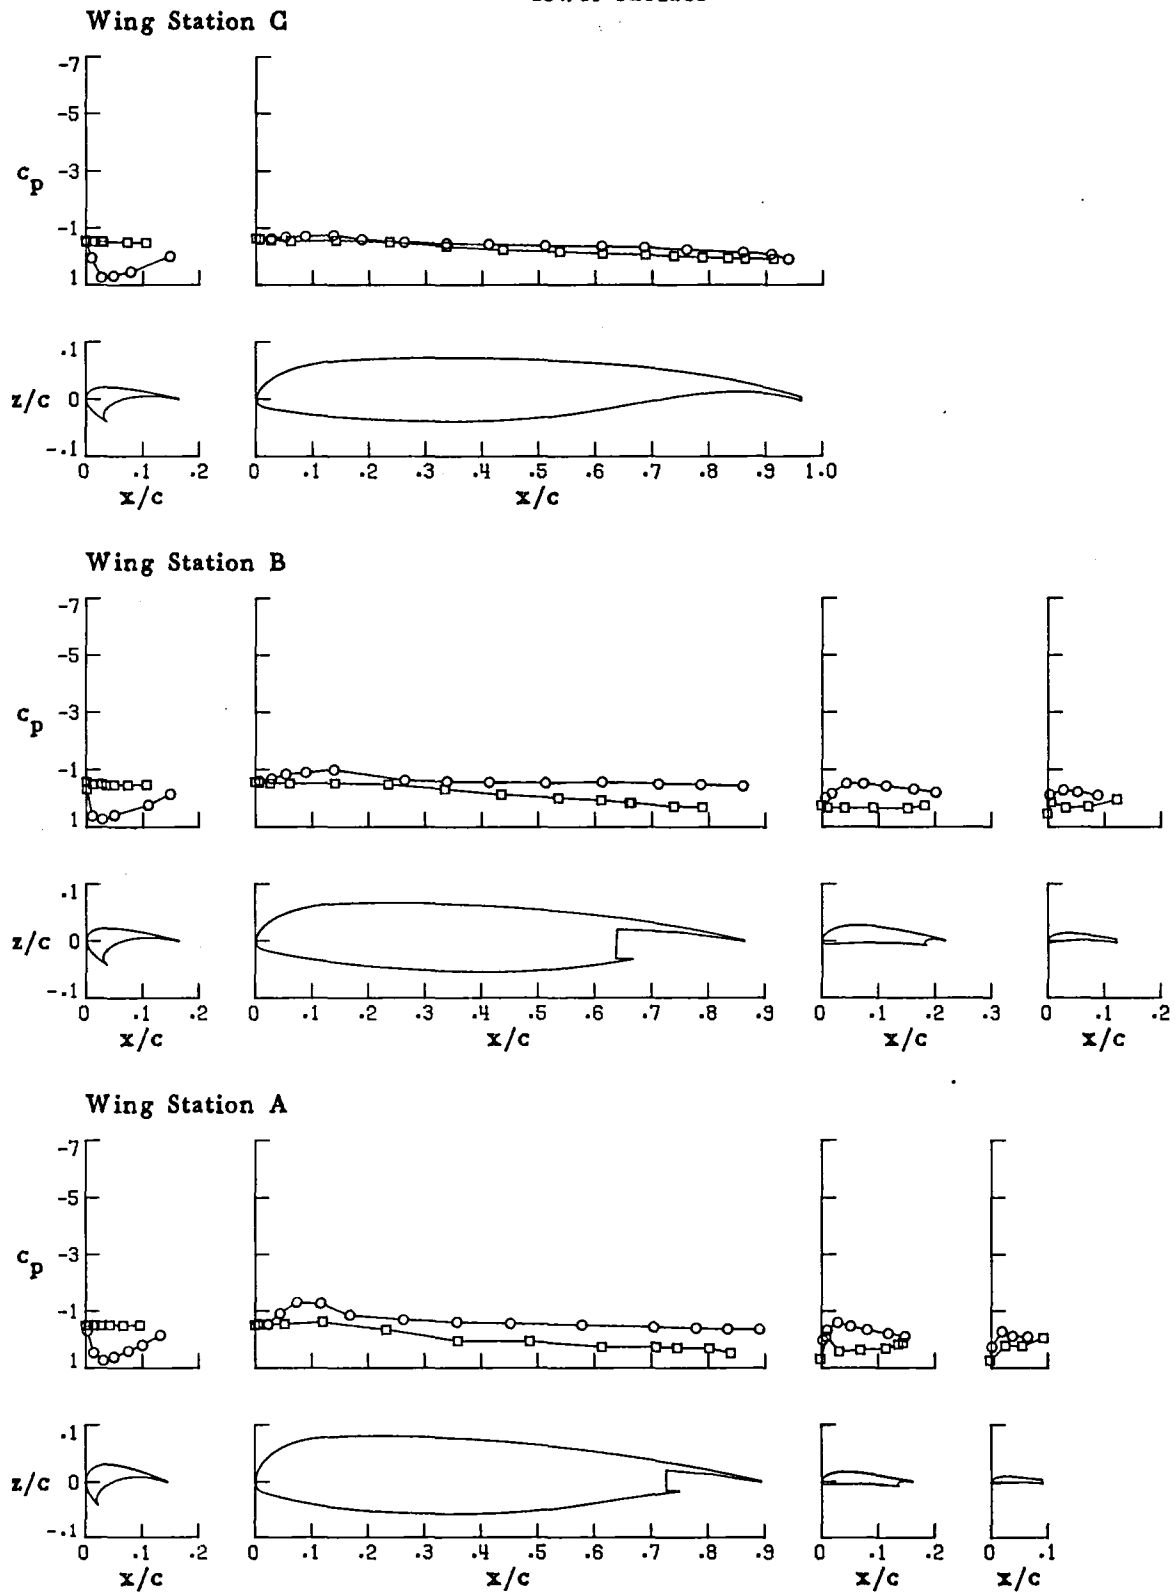 Wing Station C
-7
-5
-3
-1
1
c_p
.1
0
-.1
z/c
0 .1 .2
x/c
0 .1 .2 .3 .4 .5 .6 .7 .8 .9 1.0
x/c
Wing Station B
-7
-5
-3
-1
1
c_p
.1
0
-.1
z/c
0 .1 .2
x/c
0 .1 .2 .3 .4 .5 .6 .7 .8 .9
x/c
0 .1 .2 .3
x/c
0 .1 .2
x/c
Wing Station A
-7
-5
-3
-1
1
c_p
.1
0
-.1
z/c
0 .1 .2
x/c
0 .1 .2 .3 .4 .5 .6 .7 .8 .9
x/c
0 .1 .2
x/c
0 .1
x/c